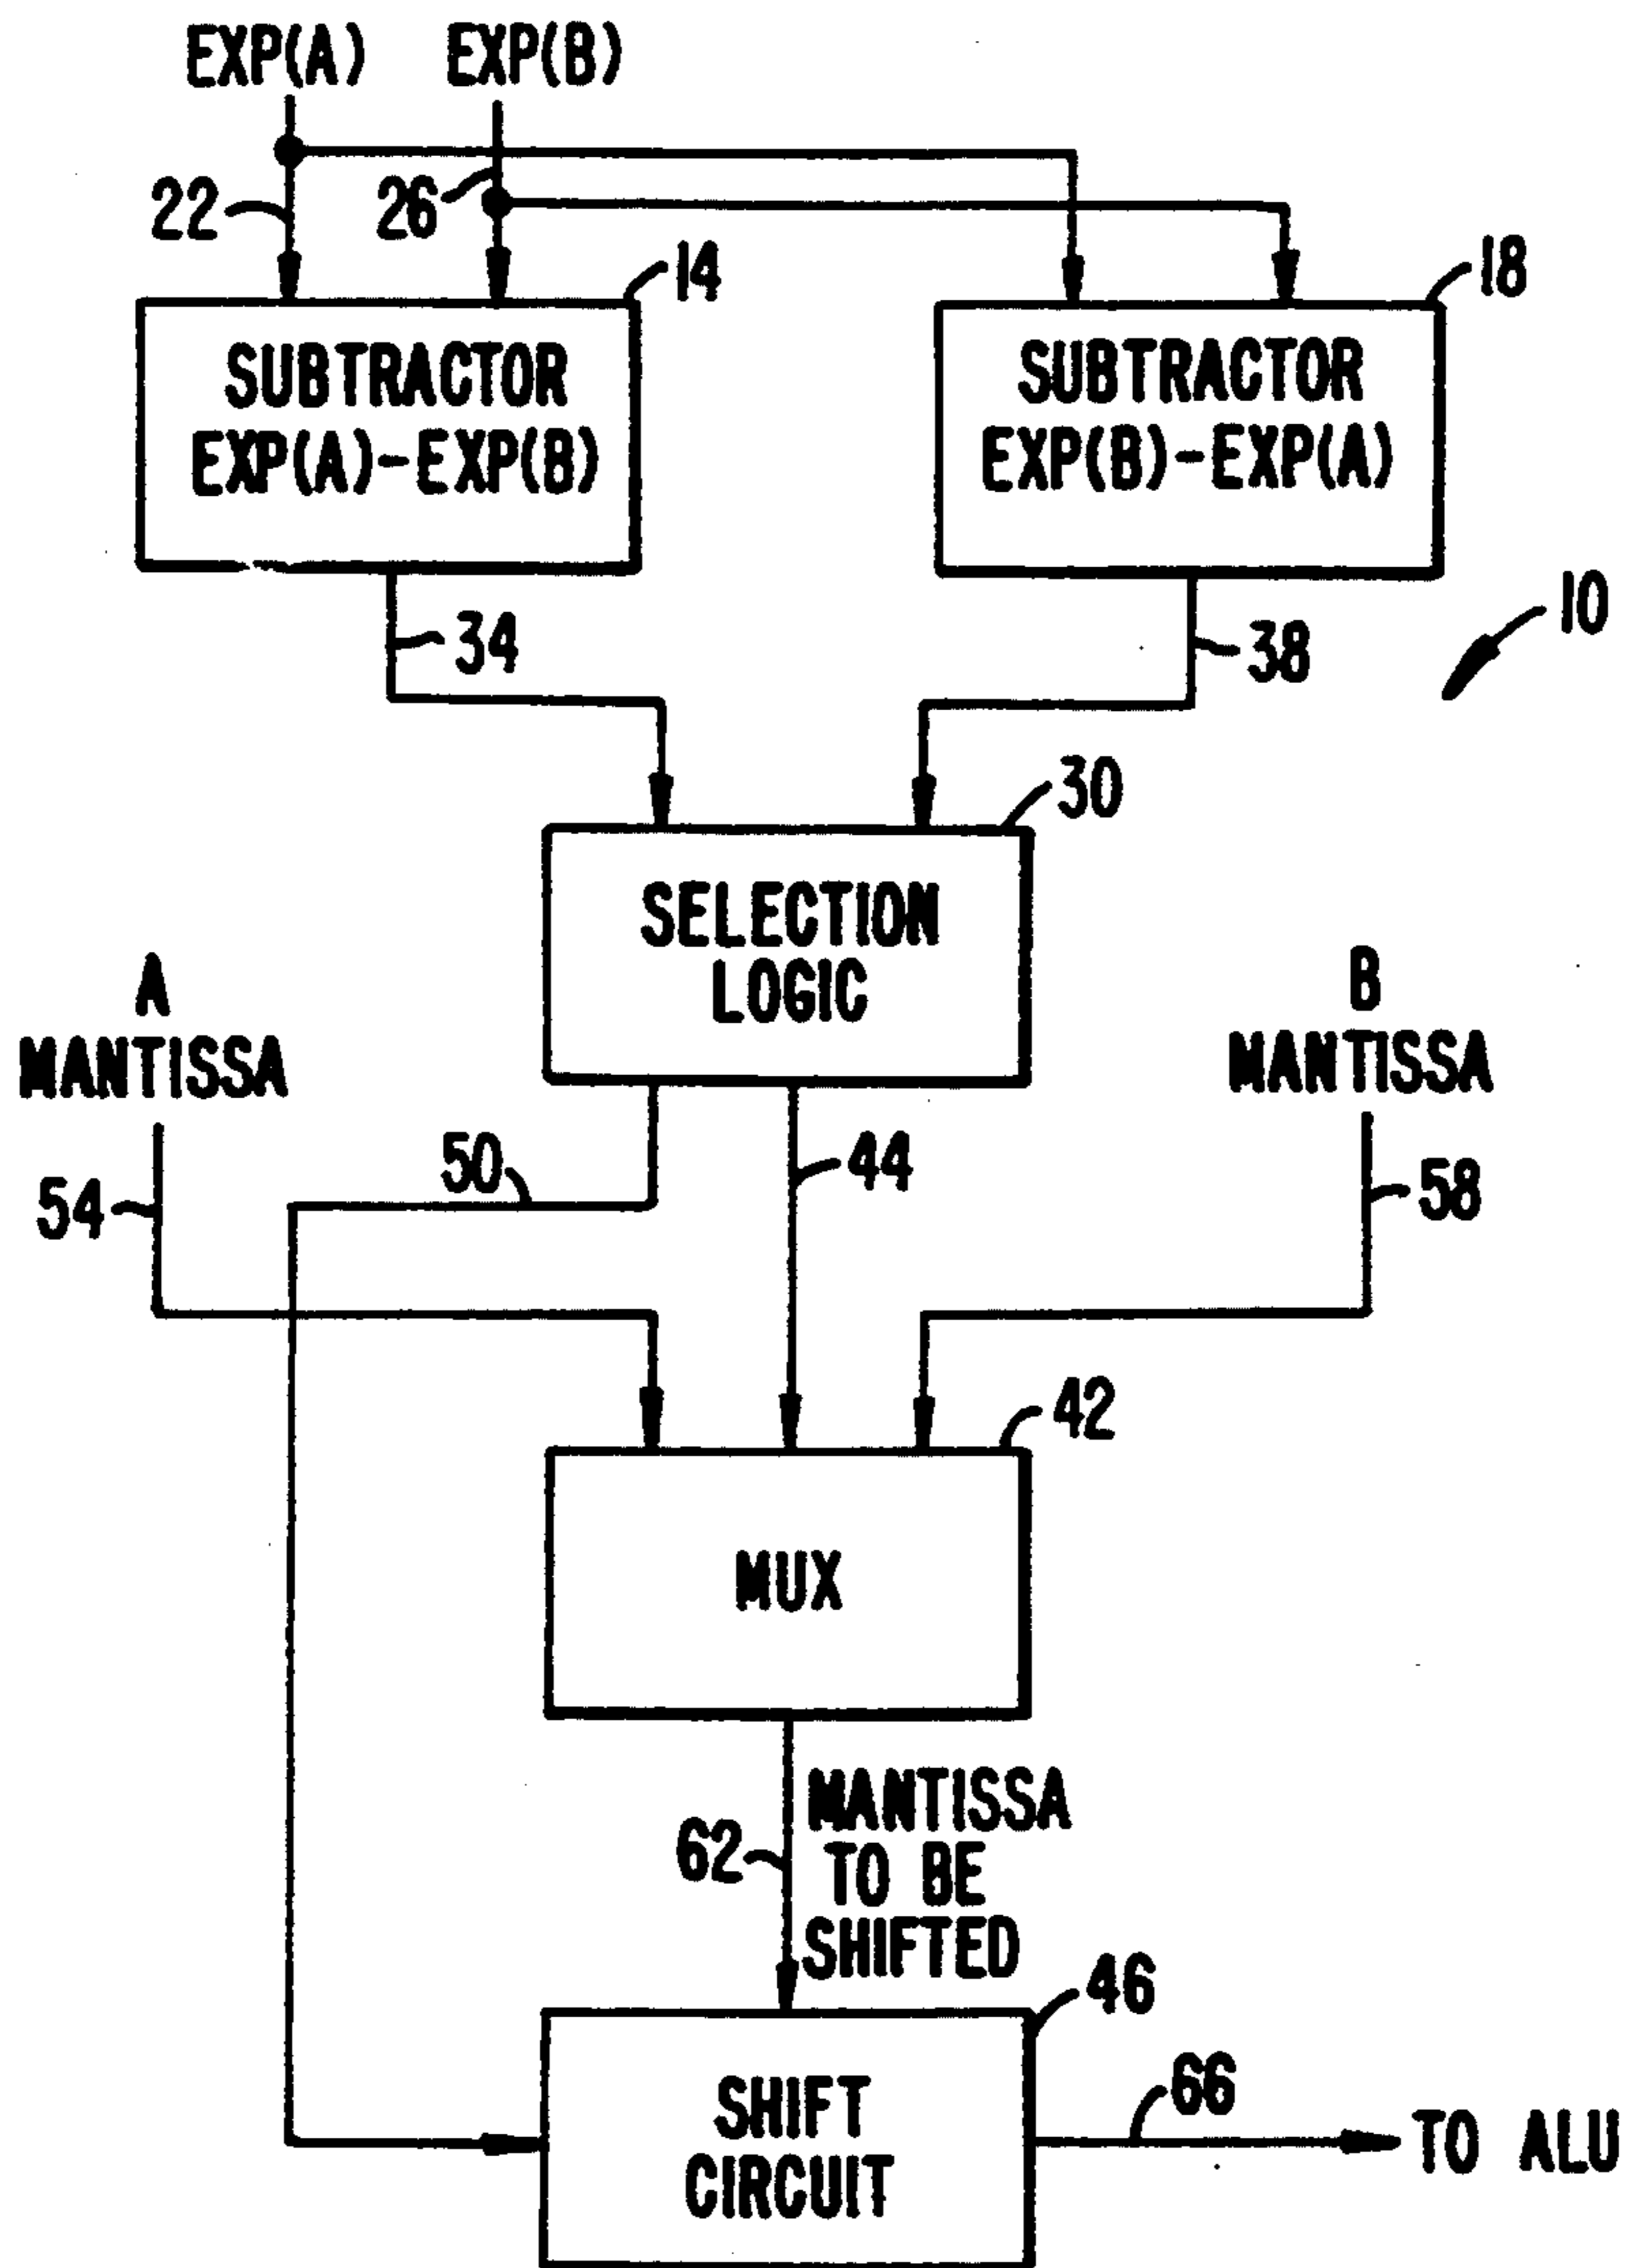 EXP(A) EXP(B)
22 26
14 18
SUBTRACTOR
EXP(A)-EXP(B)
SUBTRACTOR
EXP(B)-EXP(A)
10
34 38
30
SELECTION
LOGIC
A
MANTISSA
B
MANTISSA
54 50 44 58
42
MUX
62
MANTISSA
TO BE
SHIFTED
46
SHIFT
CIRCUIT
66
TO ALU